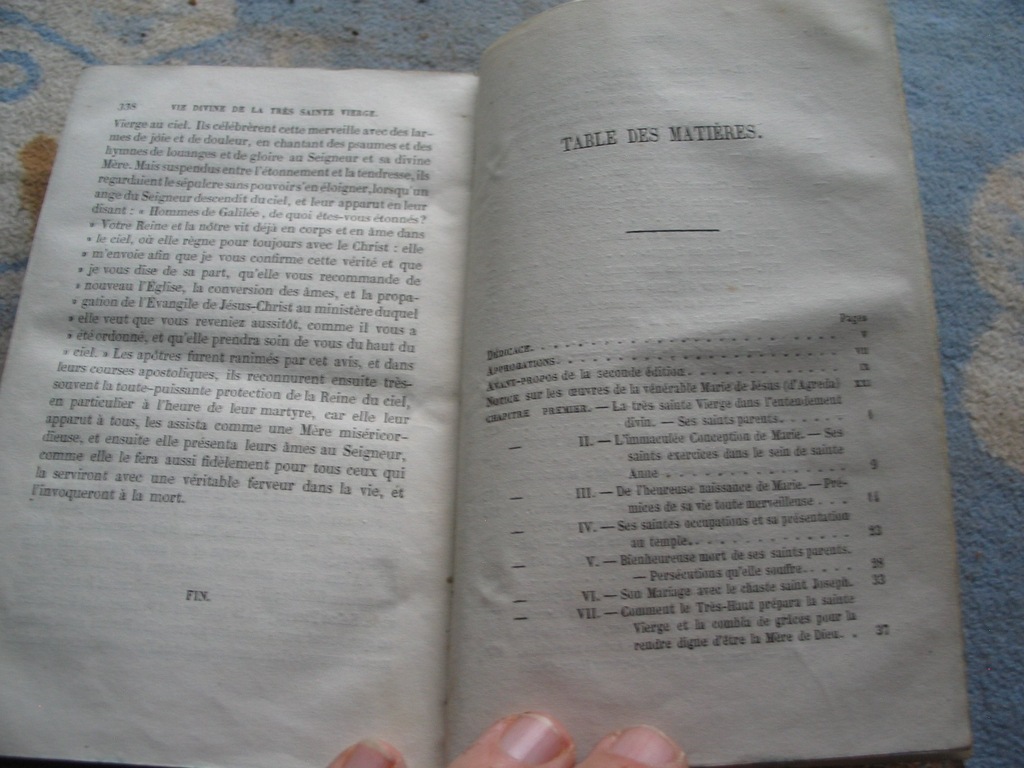 338 VIE DIVINE DE LA TRÈS SAINTE VIERGE.
Vierge au ciel. Ils célébrèrent cette merveille avec des lar-
mes de joie et de douleur, en chantant des psaumes et des
hymnes de louanges et de gloire au Seigneur et sa divine
Mère. Mais suspendus entre l'étonnement et la tendresse, ils
regardaient le sépulcre sans pouvoir s'en éloigner, lorsqu'un
ange du Seigneur descendit du ciel, et leur apparut en leur
disant : « Hommes de Galilée, de quoi êtes-vous étonnés?
» Votre Reine et la nôtre vit déjà en corps et en âme dans
» le ciel, où elle règne pour toujours avec le Christ : elle
» m'envoie afin que je vous confirme cette vérité et que
» je vous dise de sa part, qu'elle vous recommande de
» nouveau l'Église, la conversion des âmes, et la propa-
» gation de l'Évangile de Jésus-Christ au ministère duquel
» elle veut que vous reveniez aussitôt, comme il vous a
» été ordonné, et qu'elle prendra soin de vous du haut du
» ciel. » Les apôtres furent ranimés par cet avis, et dans
leurs courses apostoliques, ils reconnurent ensuite très-
souvent la toute-puissante protection de la Reine du ciel,
en particulier à l'heure de leur martyre, car elle leur
apparut à tous, les assista comme une Mère miséricor-
dieuse, et ensuite elle présenta leurs âmes au Seigneur,
comme elle le fera aussi fidèlement pour tous ceux qui
la serviront avec une véritable ferveur dans la vie, et
l'invoqueront à la mort.
FIN.
TABLE DES MATIÈRES.
Pages
DÉDICACE. V
APPROBATIONS. VII
AVANT-PROPOS de la seconde édition. IX
NOTICE sur les œuvres de la vénérable Marie de Jésus (d'Agreda) XXI
CHAPITRE PREMIER. — La très sainte Vierge dans l'entendement
divin. — Ses saints parents. 1
— II. — L'Immaculée Conception de Marie. — Ses
saints exercices dans le sein de sainte
Anne 9
— III. — De l'heureuse naissance de Marie. — Pré-
mices de sa vie toute merveilleuse . . . 14
— IV. — Ses saintes occupations et sa présentation
au temple. 23
— V. — Bienheureuse mort de ses saints parents.
— Persécutions qu'elle souffre. 28
— VI. — Son Mariage avec le chaste saint Joseph. 33
— VII. — Comment le Très-Haut prépara la sainte
Vierge et la combla de grâces pour la
rendre digne d'être la Mère de Dieu. . 37